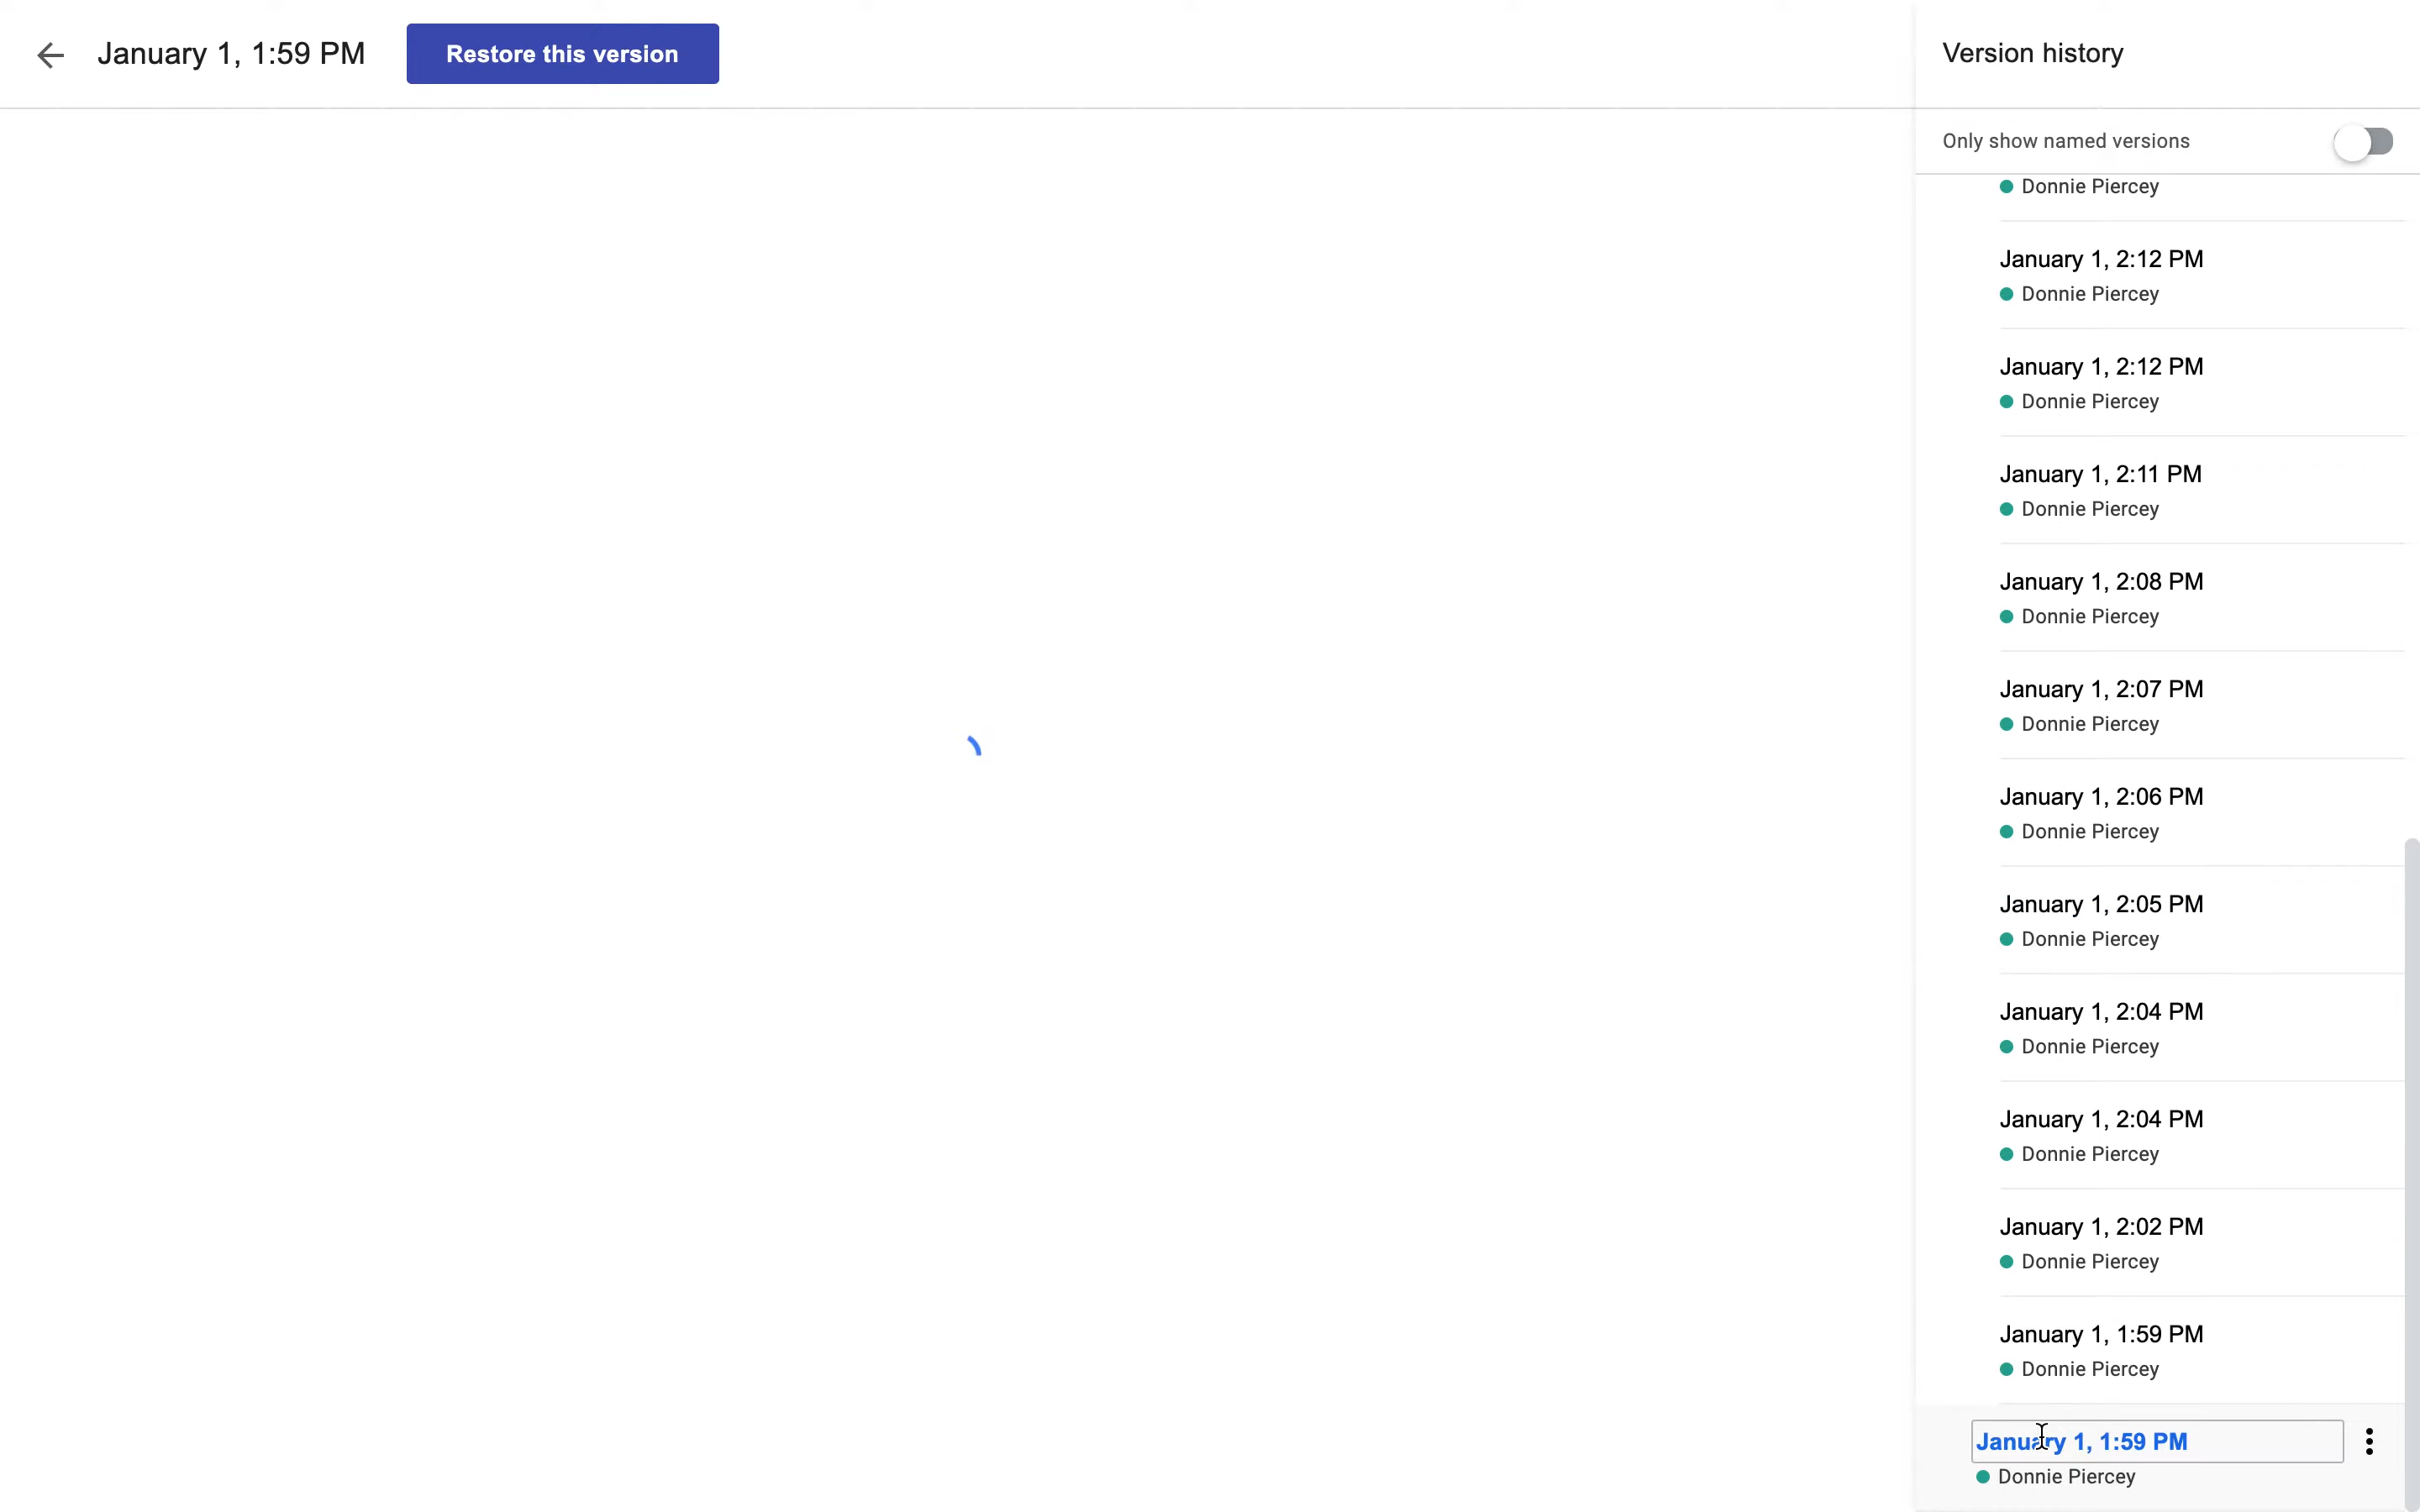 January 1, 1:59 PM
Restore this version
Version history
Only show named versions
Donnie Piercey
January 1, 2:12 PM
Donnie Piercey
January 1, 2:12 PM
Donnie Piercey
January 1, 2:11 PM
Donnie Piercey
January 1, 2:08 PM
Donnie Piercey
January 1, 2:07 PM
Donnie Piercey
January 1, 2:06 PM
Donnie Piercey
January 1, 2:05 PM
Donnie Piercey
January 1, 2:04 PM
Donnie Piercey
January 1, 2:04 PM
Donnie Piercey
January 1, 2:02 PM
Donnie Piercey
January 1, 1:59 PM
Donnie Piercey
January 1, 1:59 PM
Donnie Piercey